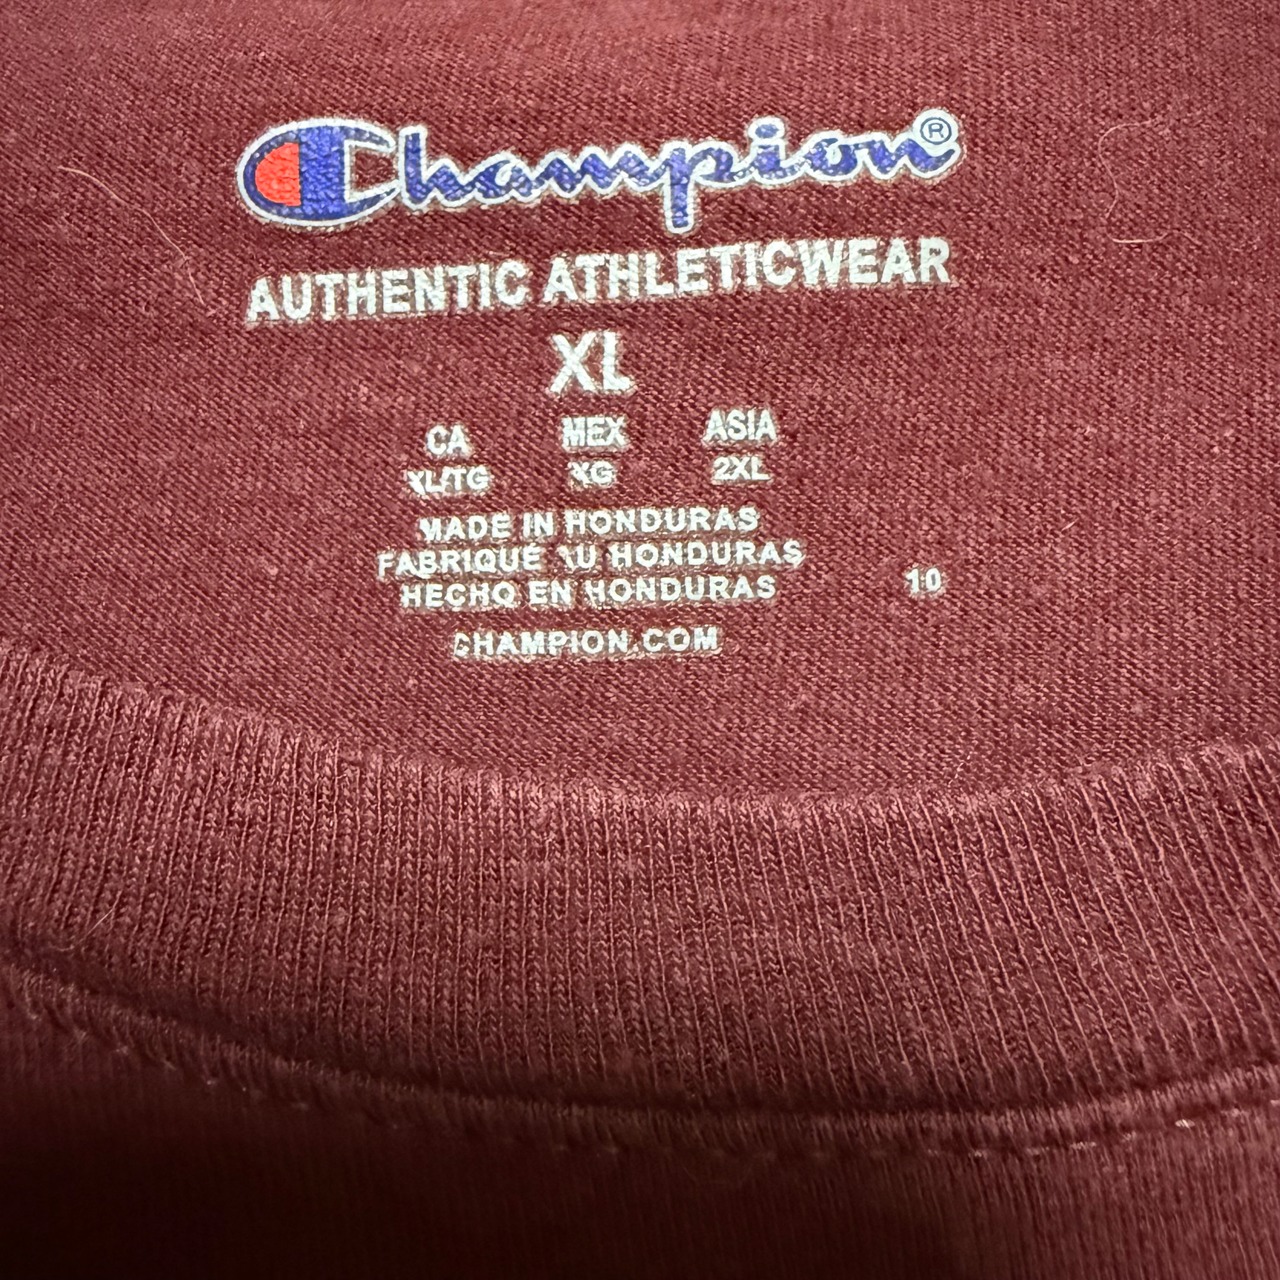 Champion®
AUTHENTIC ATHLETICWEAR
XL
CA MEX ASIA
XL/TG XG 2XL
MADE IN HONDURAS
FABRIQUÉ AU HONDURAS
HECHO EN HONDURAS
10
CHAMPION.COM